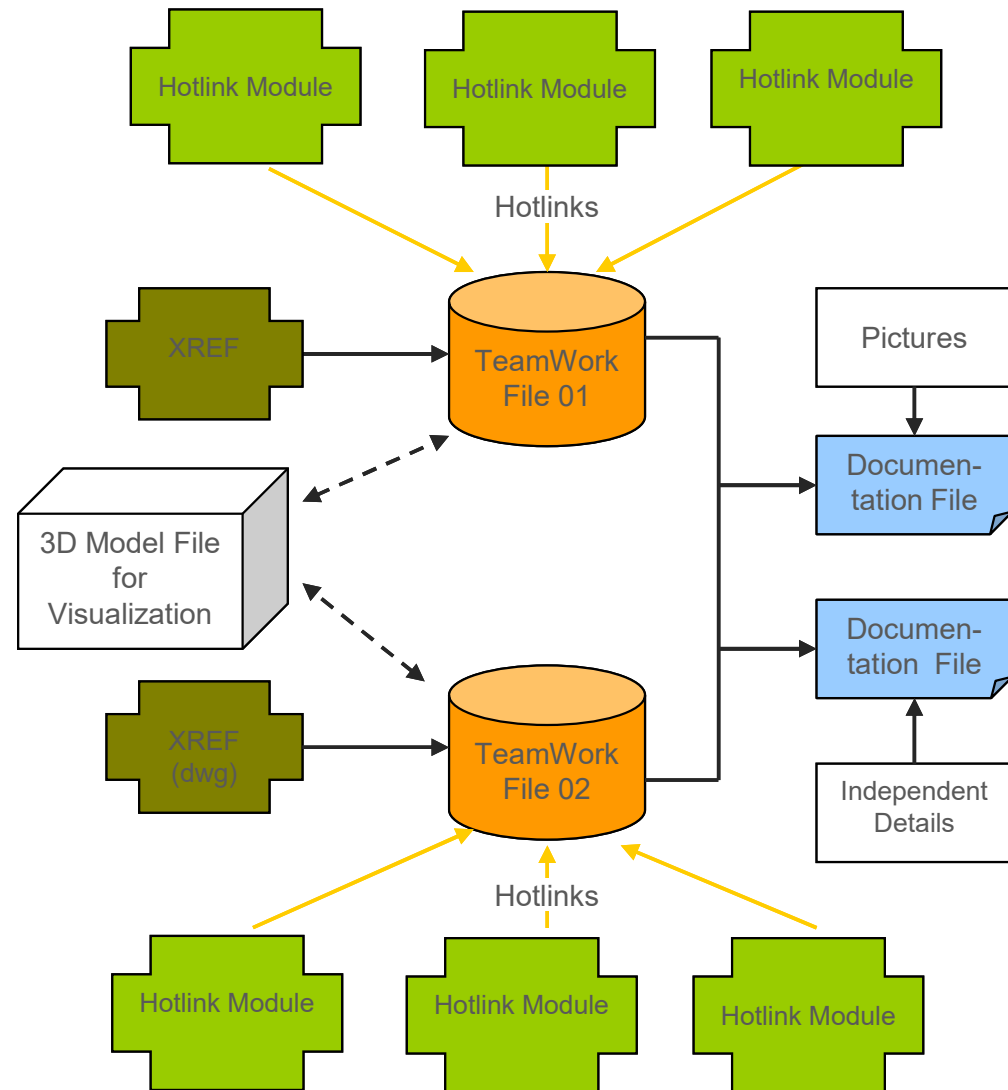 Hotlink Module
Hotlink Module
Hotlink Module
Hotlinks
XREF
TeamWork
File 01
Pictures
Documen-
tation File
3D Model File
for
Visualization
Documen-
tation  File
XREF
(dwg)
TeamWork
File 02
Independent
Details
Hotlinks
Hotlink Module
Hotlink Module
Hotlink Module